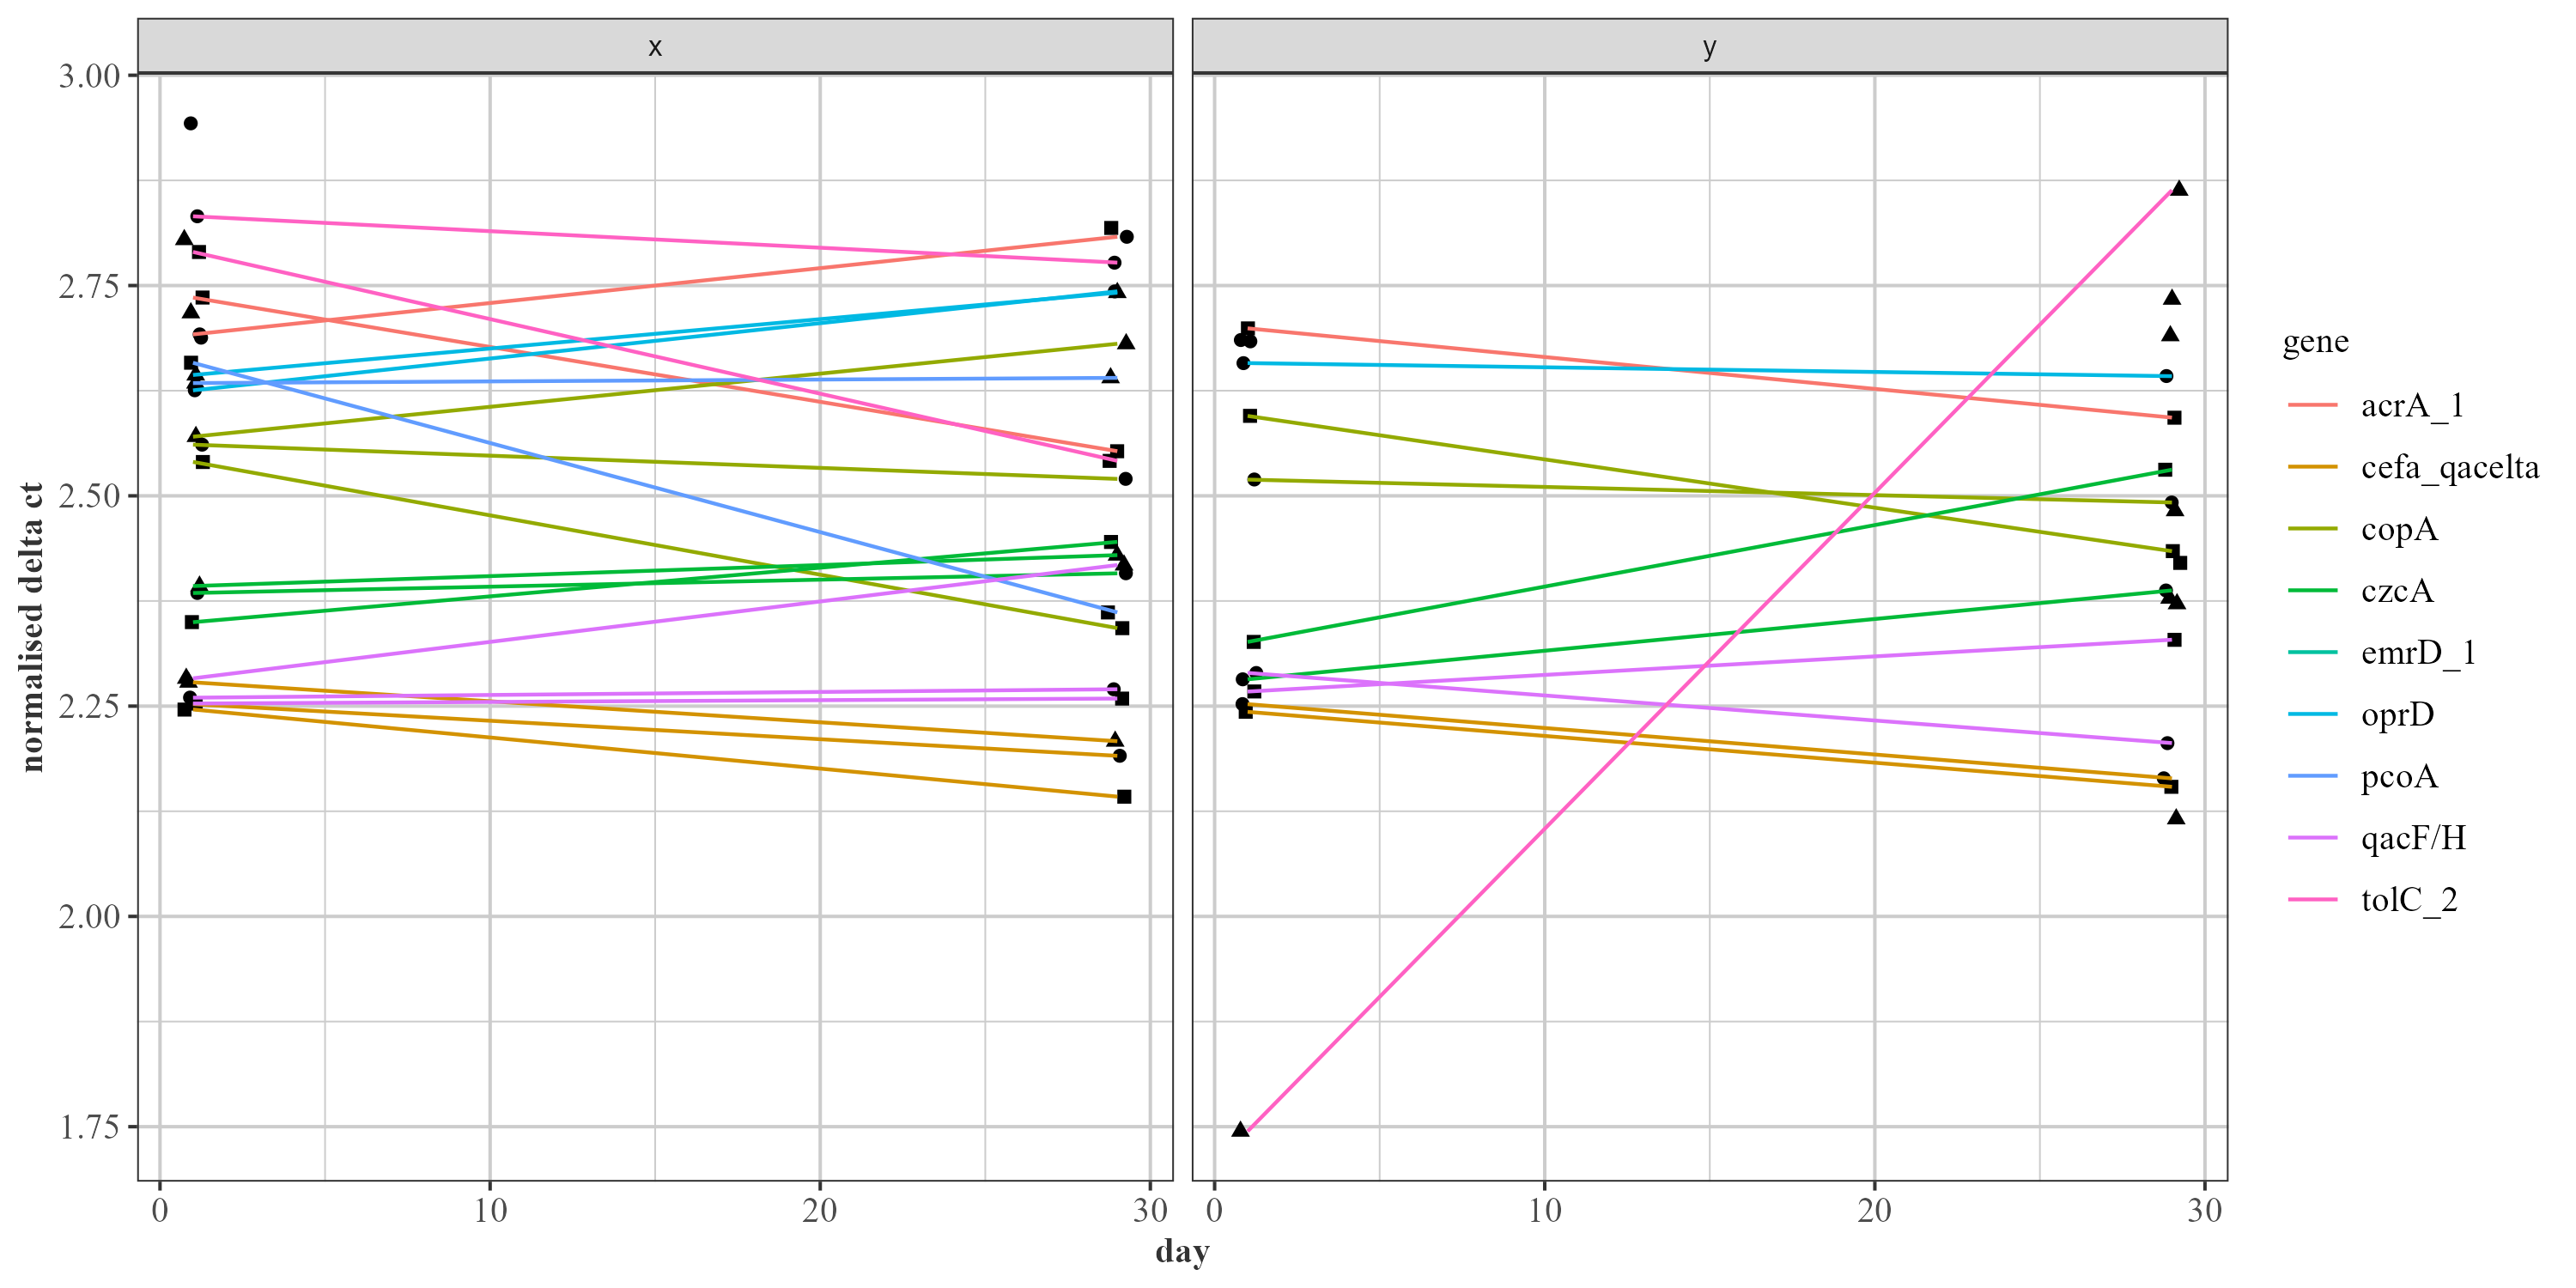 x y
3.00
2.75
2.50
2.25
2.00
1.75
normalised delta ct
0 10 20 30 0 10 20 30
day
gene
acrA_1
cefa_qacelta
copA
czcA
emrD_1
oprD
pcoA
qacF/H
tolC_2